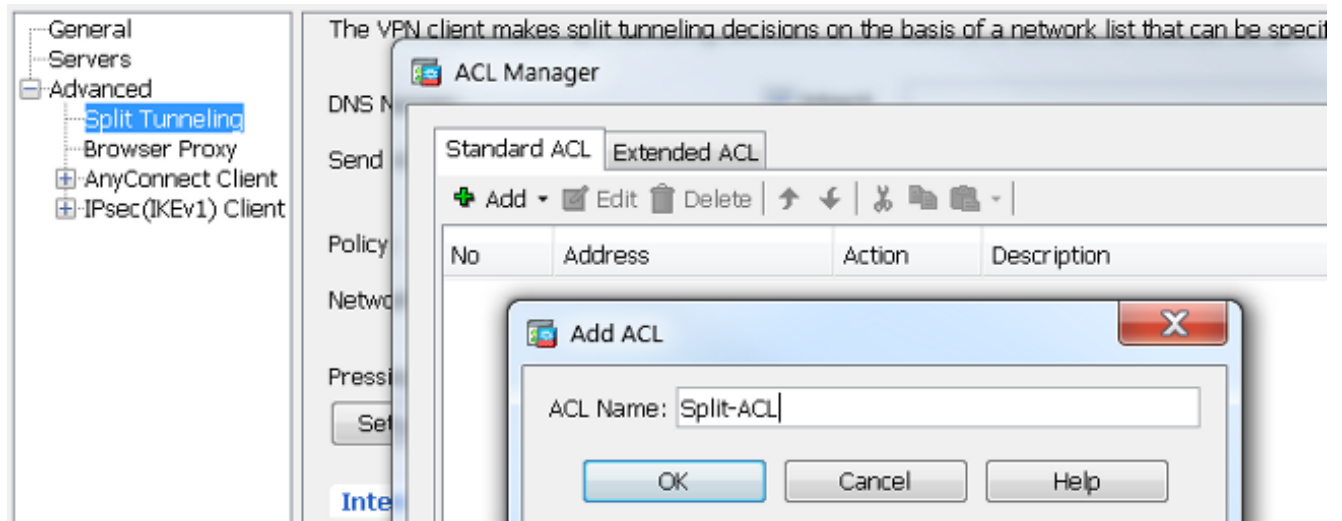 General
Servers
Advanced
Split Tunneling
Browser Proxy
AnyConnect Client
IPsec(IKEv1) Client
The VPN client makes split tunneling decisions on the basis of a network list that can be specif
DNS N
Send
Policy
Netwo
Pressi
Set
Inte
ACL Manager
Standard ACL Extended ACL
Add Edit Delete
No Address Action Description
Add ACL
ACL Name: Split-ACL
OK Cancel Help